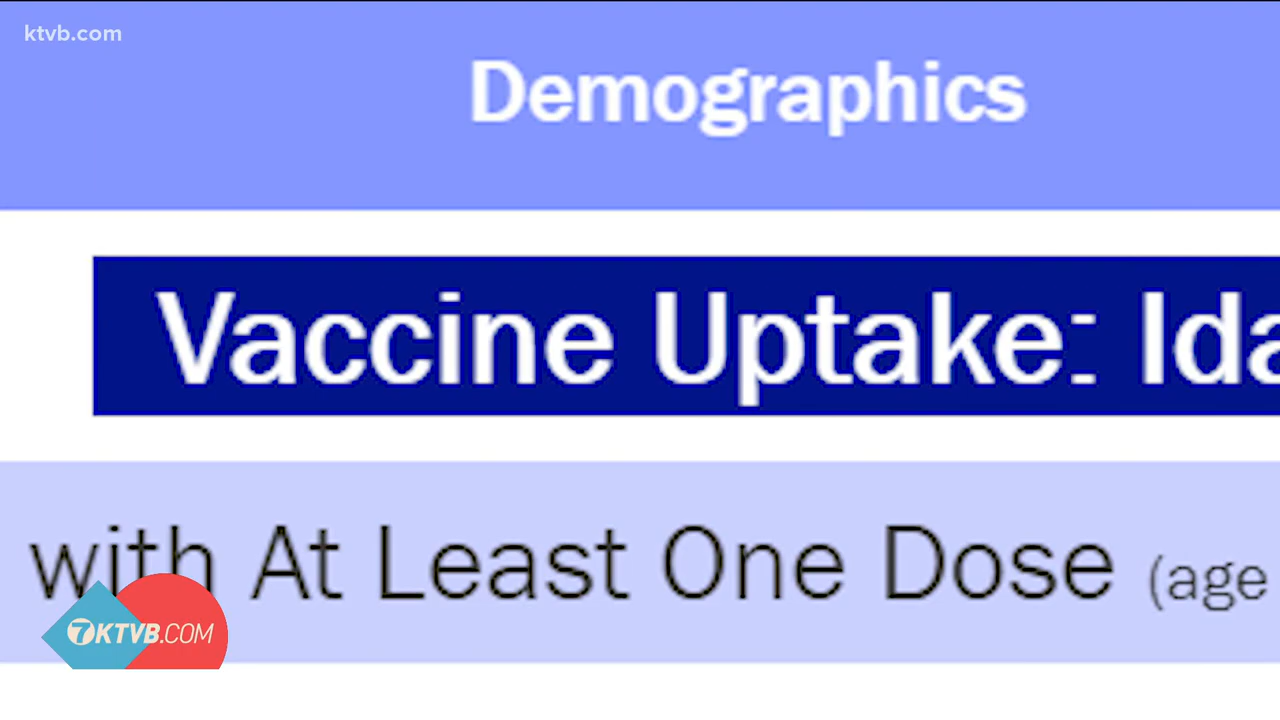 ktvb.com
Demographics
Vaccine Uptake: Ida
with At Least One Dose (age
7KTVB.COM